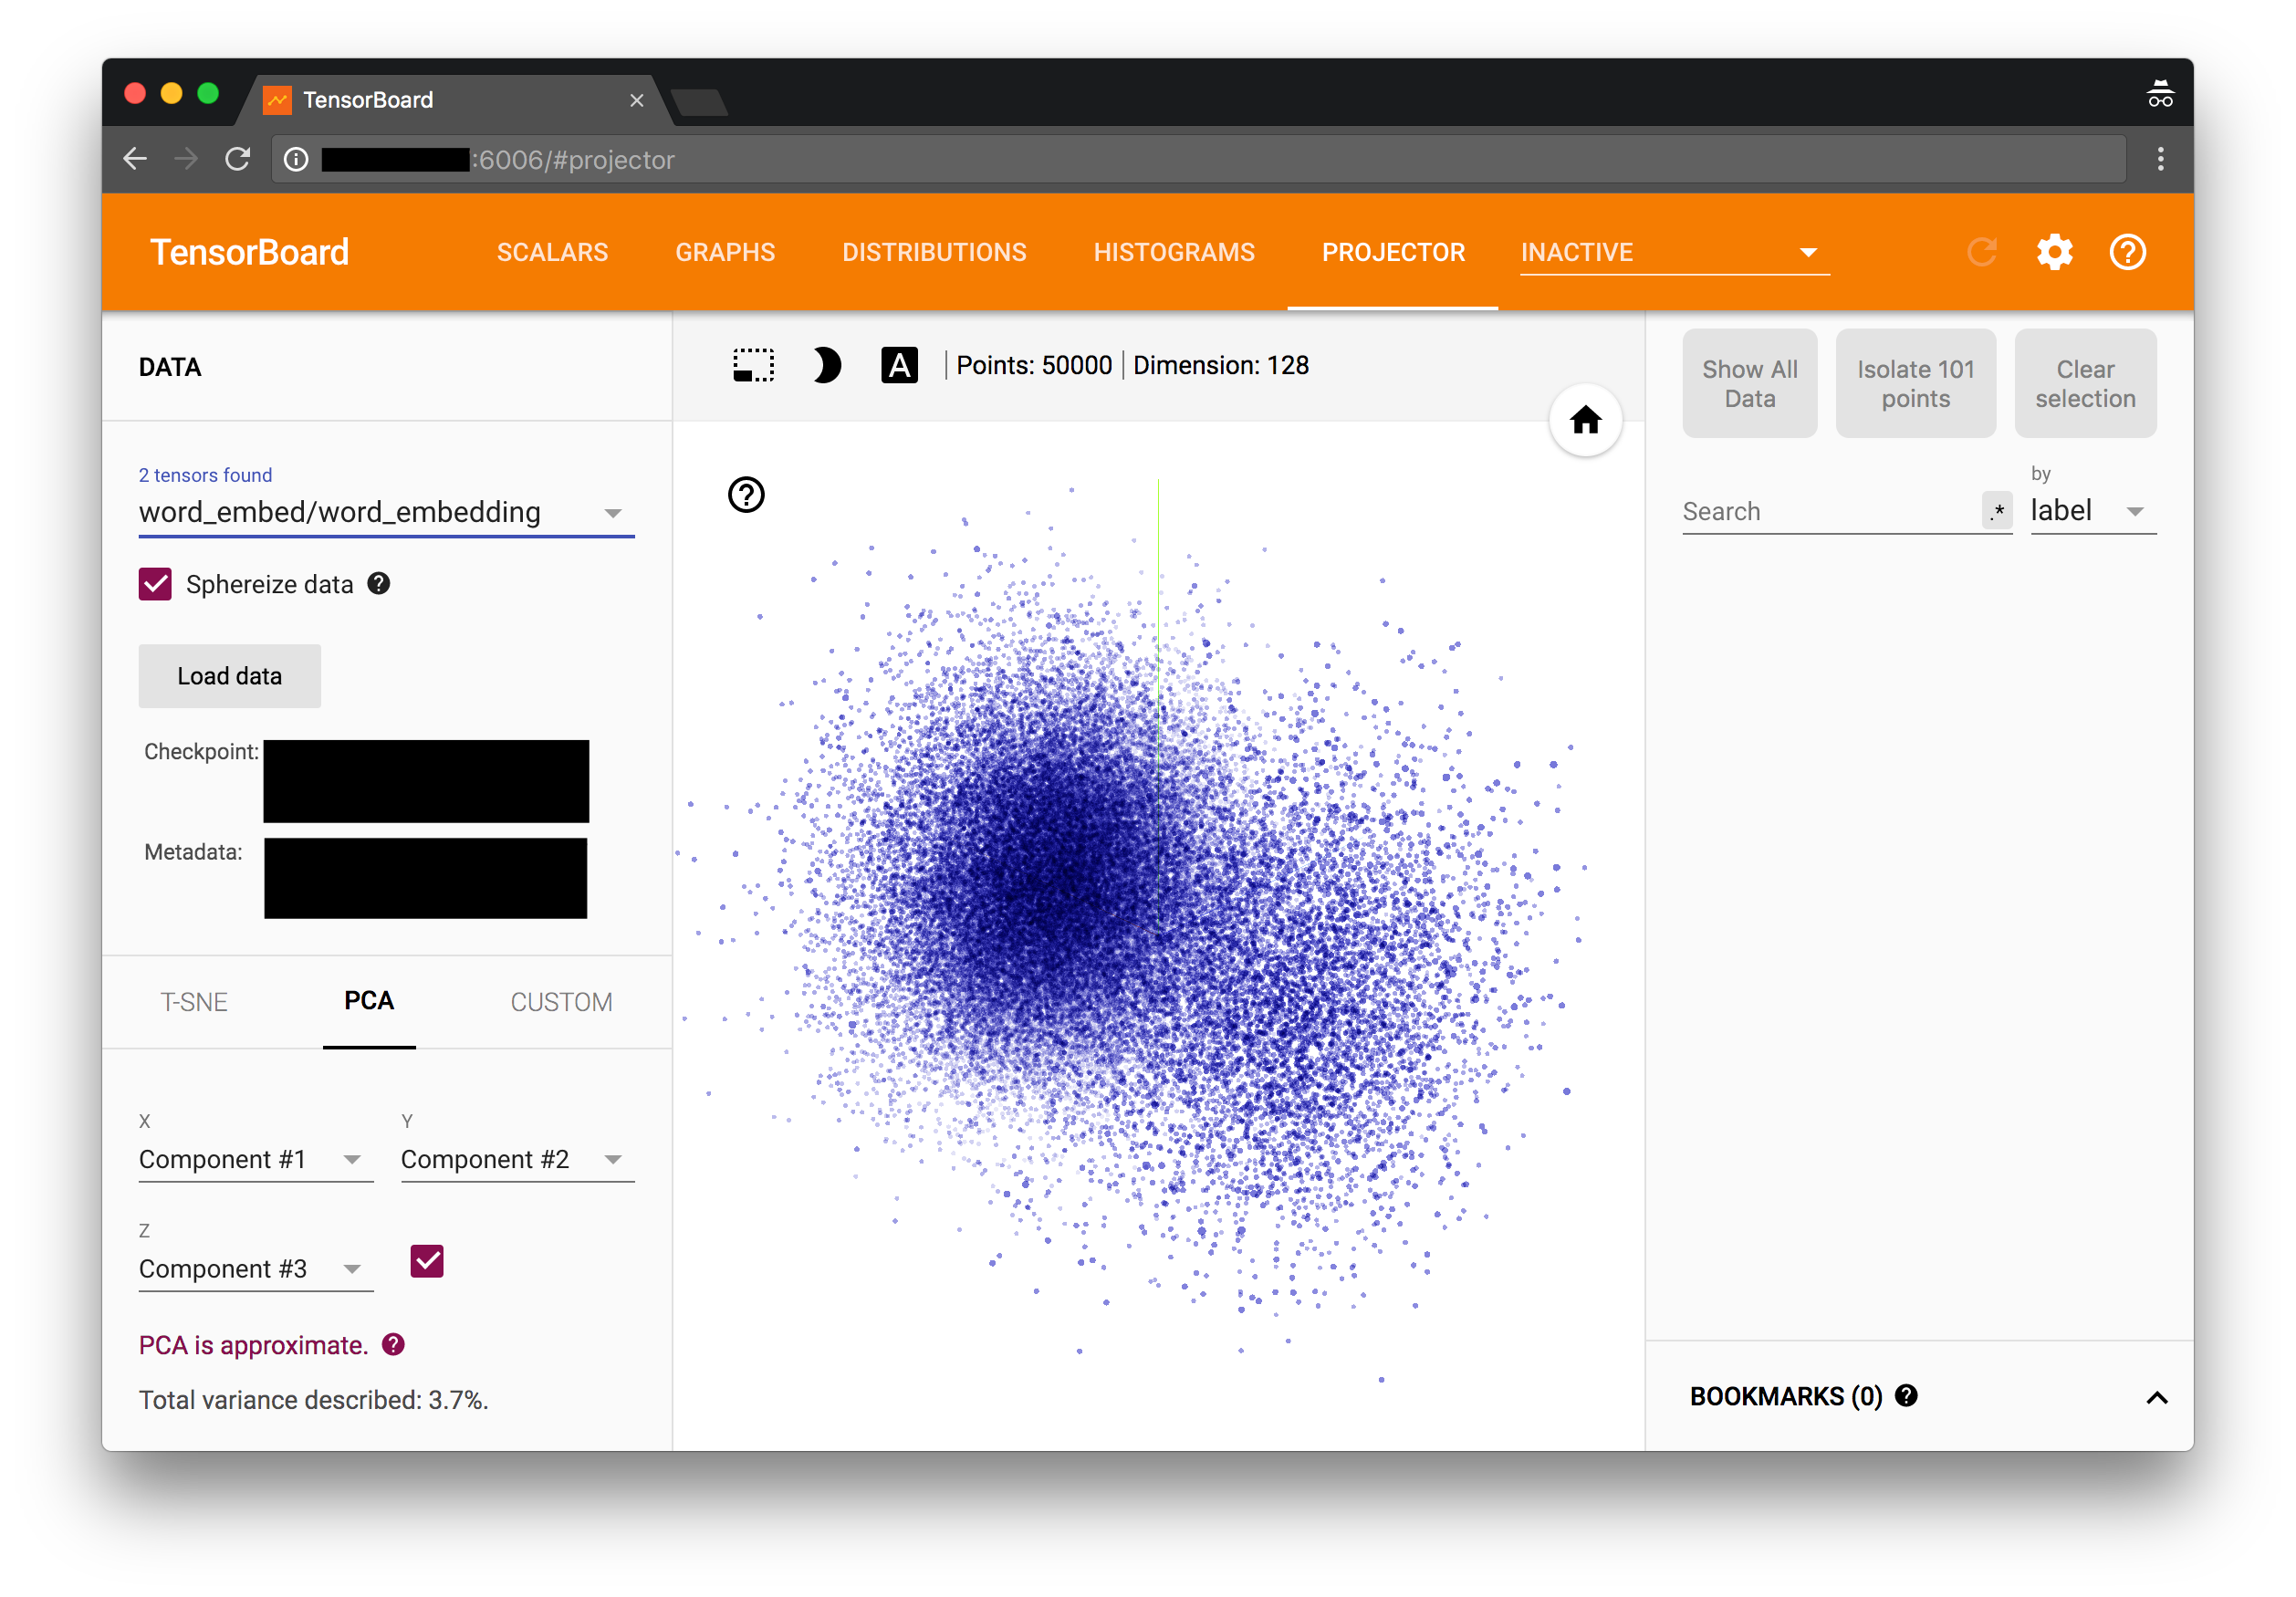 TensorBoard
:6006/#projector
TensorBoard
SCALARS
GRAPHS
DISTRIBUTIONS
HISTOGRAMS
PROJECTOR
INACTIVE
DATA
2 tensors found
word_embed/word_embedding
Sphereize data
Load data
Checkpoint:
Metadata:
T-SNE
PCA
CUSTOM
X
Y
Component #1
Component #2
Z
Component #3
PCA is approximate.
Total variance described: 3.7%.
A
Points: 50000
Dimension: 128
Show All
Data
Isolate 101
points
Clear
selection
Search
.*
by
label
BOOKMARKS (0)